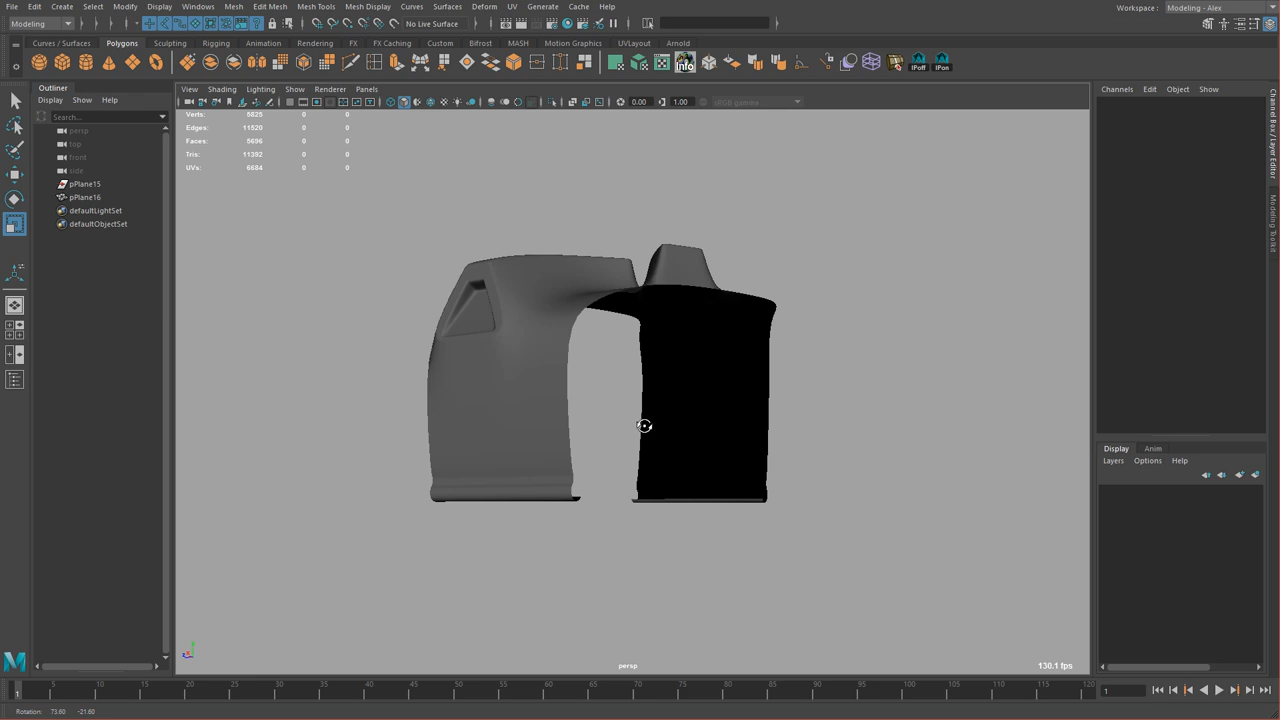 File Edit Create Select Modify Display Windows Mesh Edit Mesh Mesh Tools Mesh Display Curves Surfaces Deform UV Generate Cache Help
Workspace : Modeling - Alex
Modeling
No Live Surface
Curves / Surfaces Polygons Sculpting Rigging Animation Rendering FX FX Caching Custom Bifrost MASH Motion Graphics UVLayout Arnold
Info IPoff IPon
Outliner
Display Show Help
Search...
persp
top
front
side
pPlane15
pPlane16
defaultLightSet
defaultObjectSet
View Shading Lighting Show Renderer Panels
0.00 1.00 sRGB gamma
Verts: 5825 0 0
Edges: 11520 0 0
Faces: 5696 0 0
Tris: 11392 0 0
UVs: 6684 0 0
persp
130.1 fps
Channels Edit Object Show
Channel Box / Layer Editor
Modeling Toolkit
Display Anim
Layers Options Help
1 5 10 15 20 25 30 35 40 45 50 55 60 65 70 75 80 85 90 95 100 105 110 115 120
1
Rotation: 73.60 -21.60